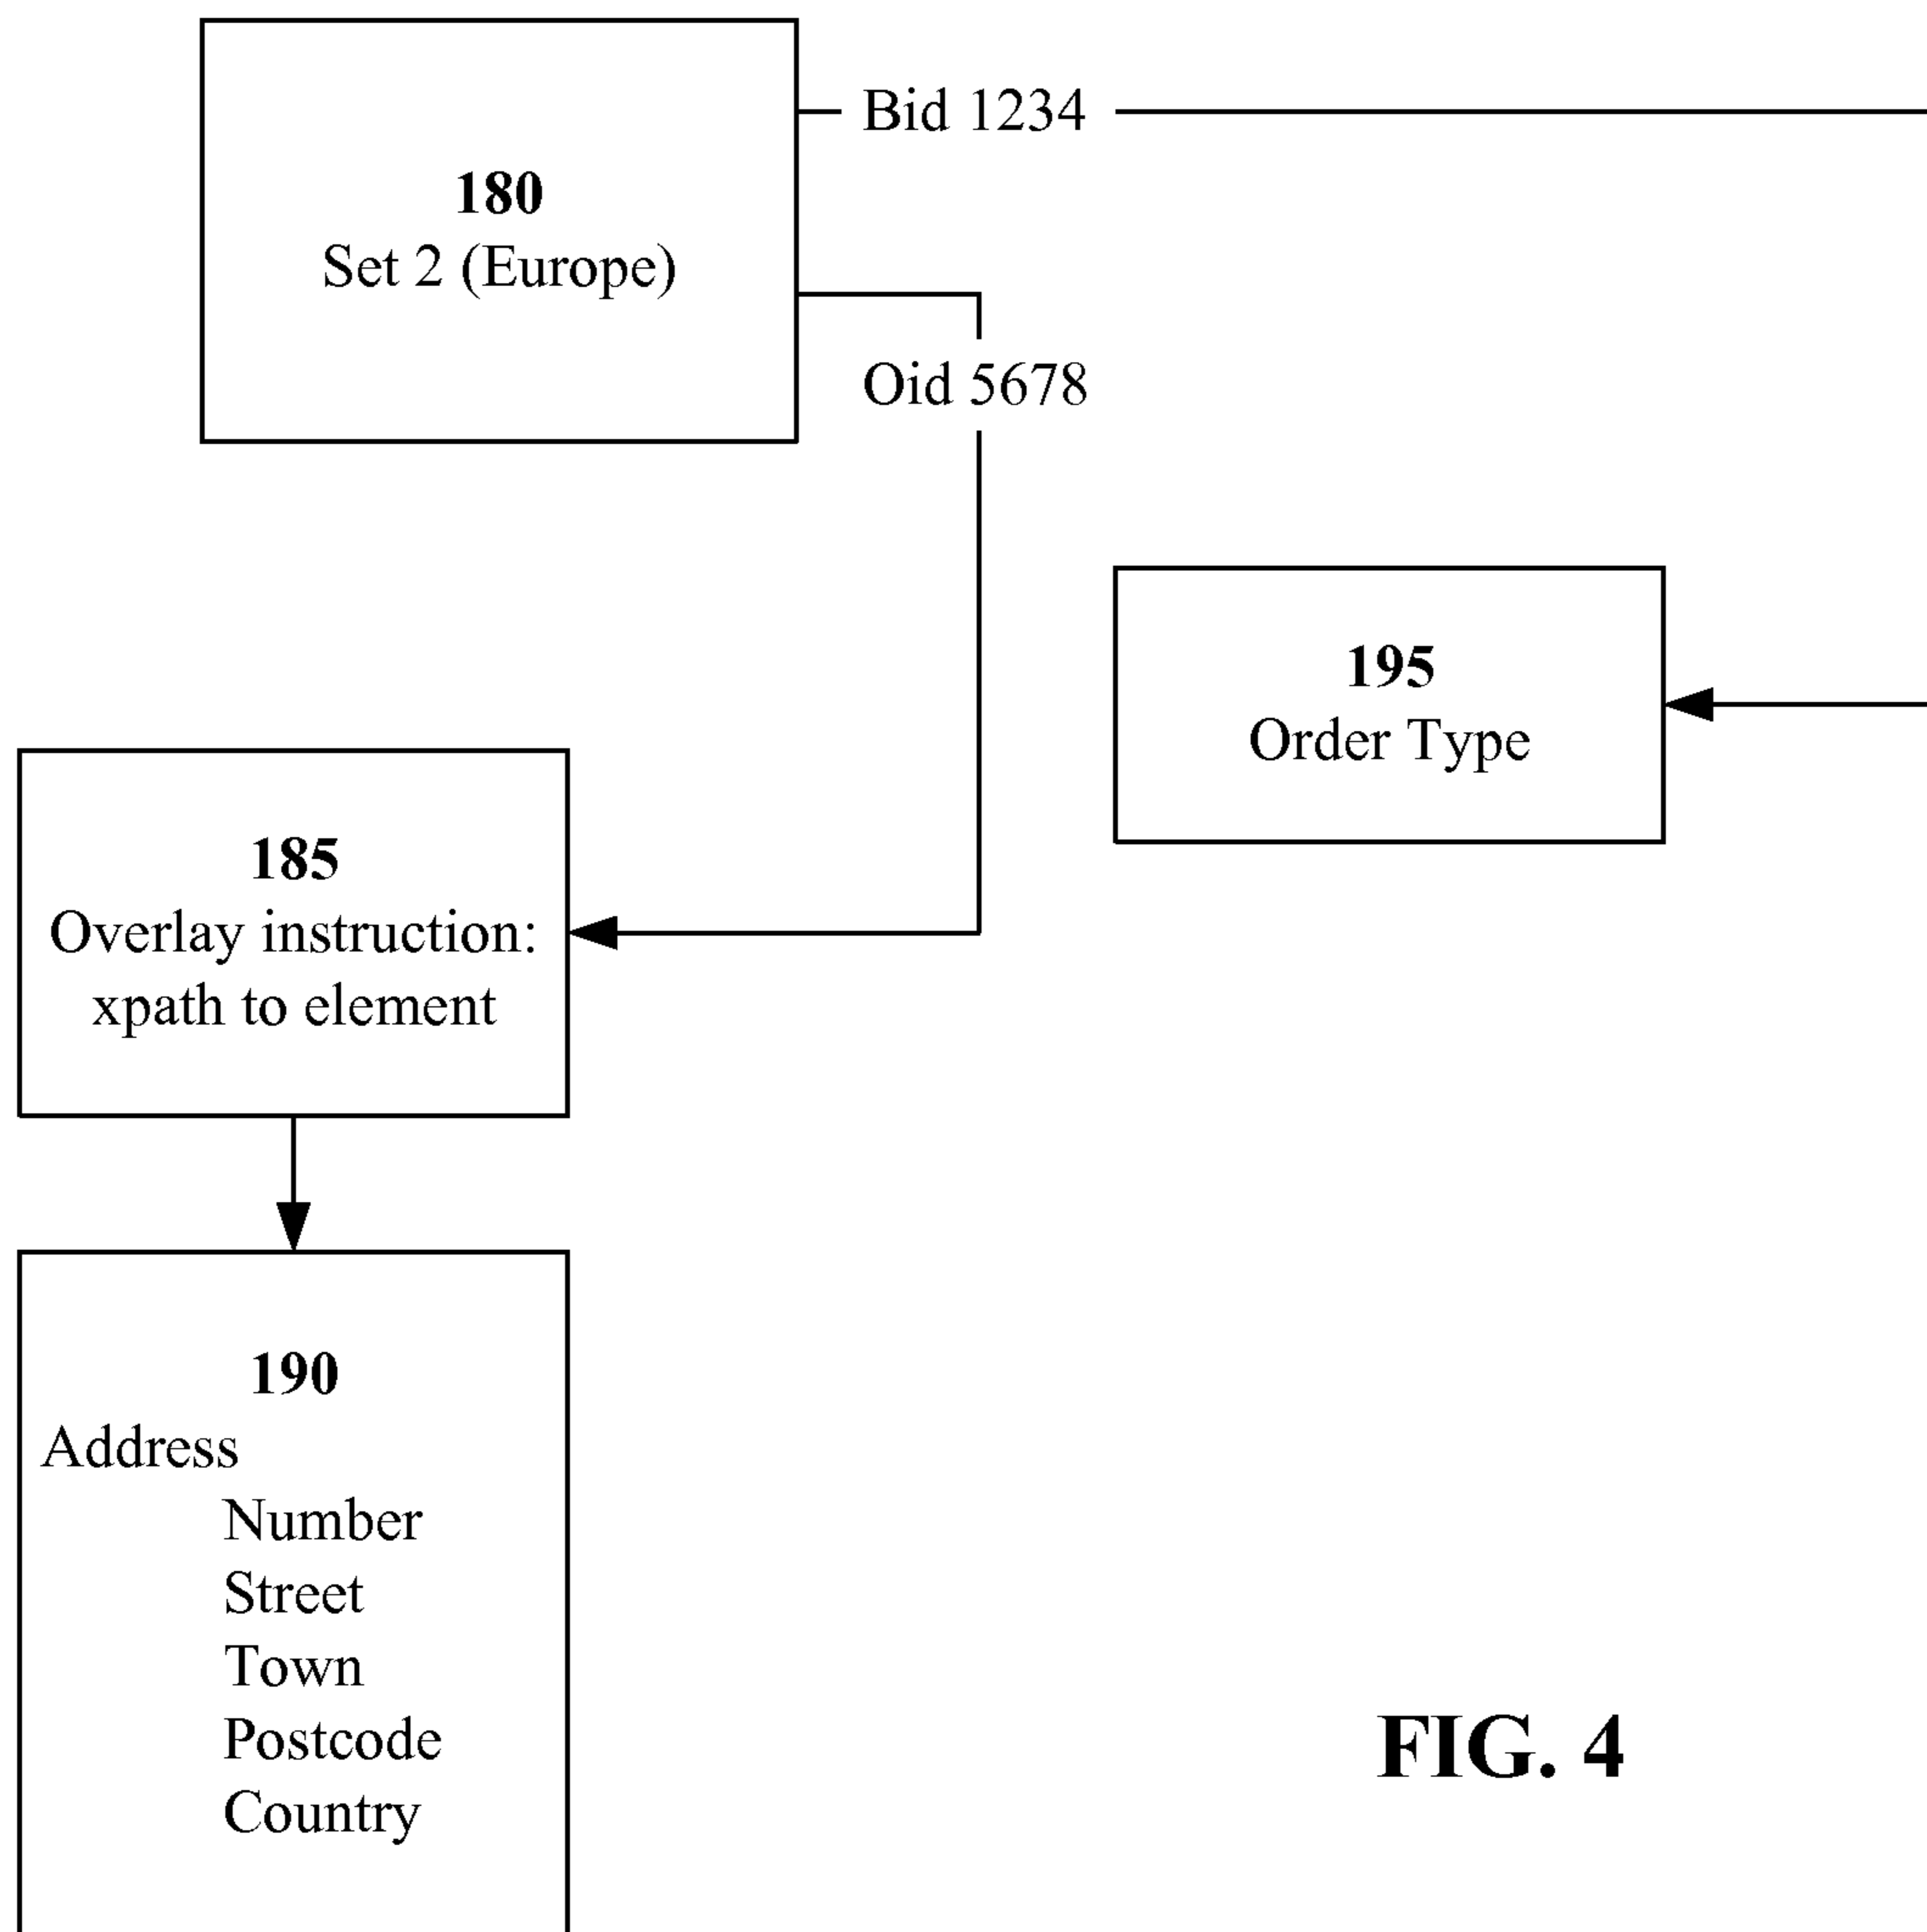 Bid 1234
180
Set 2 (Europe)
Oid 5678
195
Order Type
185
Overlay instruction:
xpath to element
190
Address
Number
Street
Town
Postcode
Country
FIG. 4